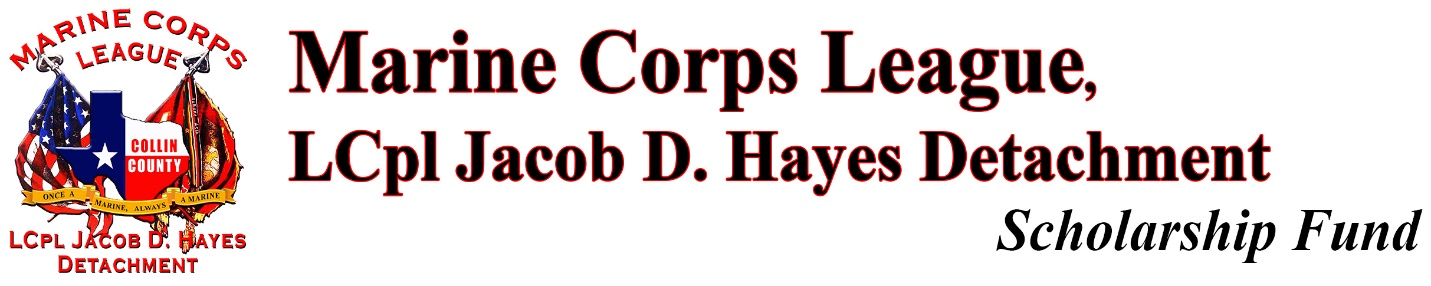 MARINE CORPS
LEAGUE
COLLIN
COUNTY
ONCE A MARINE, ALWAYS A MARINE
LCPL JACOB D. HAYES
DETACHMENT
Marine Corps League,
LCpl Jacob D. Hayes Detachment
Scholarship Fund